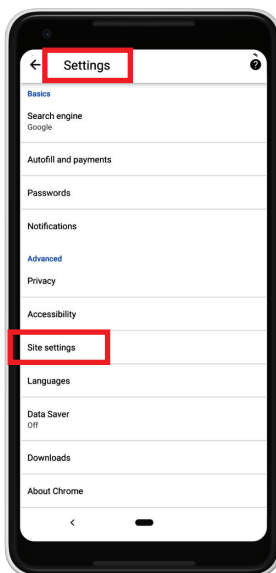 Settings
Basics
Search engine
Google
Autofill and payments
Passwords
Notifications
Advanced
Privacy
Accessibility
Site settings
Languages
Data Saver
Off
Downloads
About Chrome